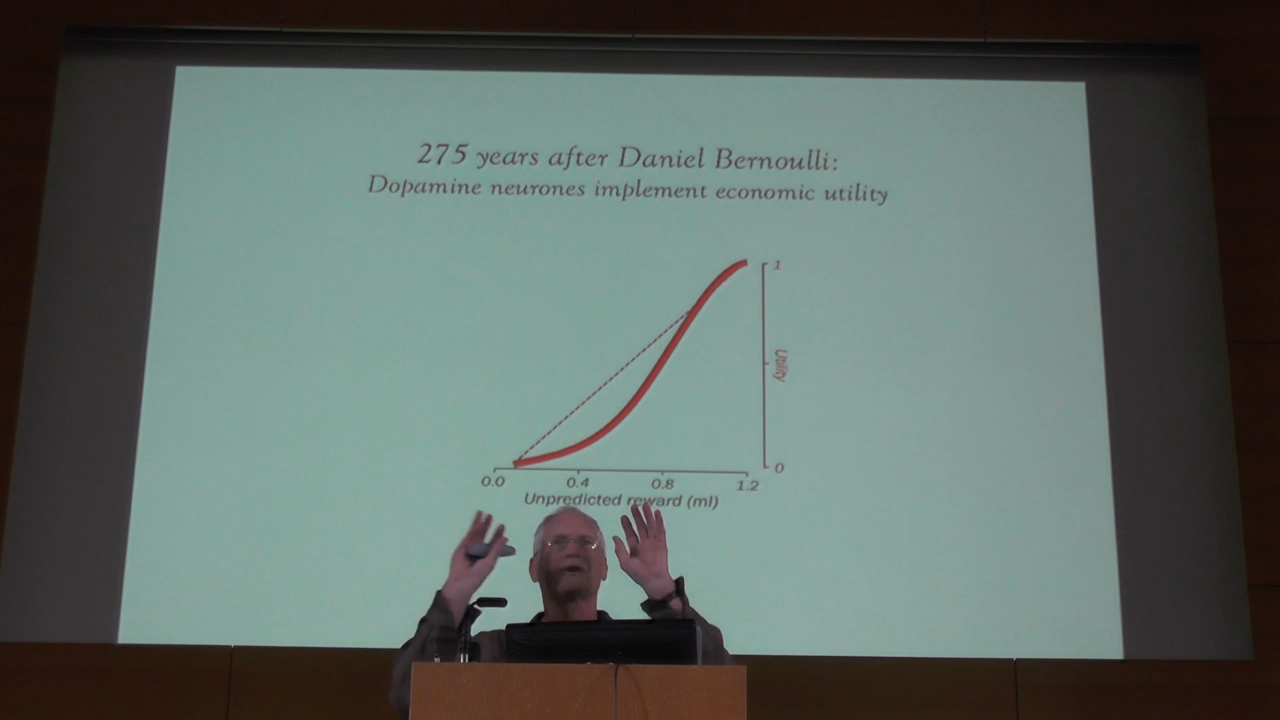 275 years after Daniel Bernoulli:
Dopamine neurones implement economic utility
1
Utility
0
0.0 0.4 0.8 1.2
Unpredicted reward (ml)